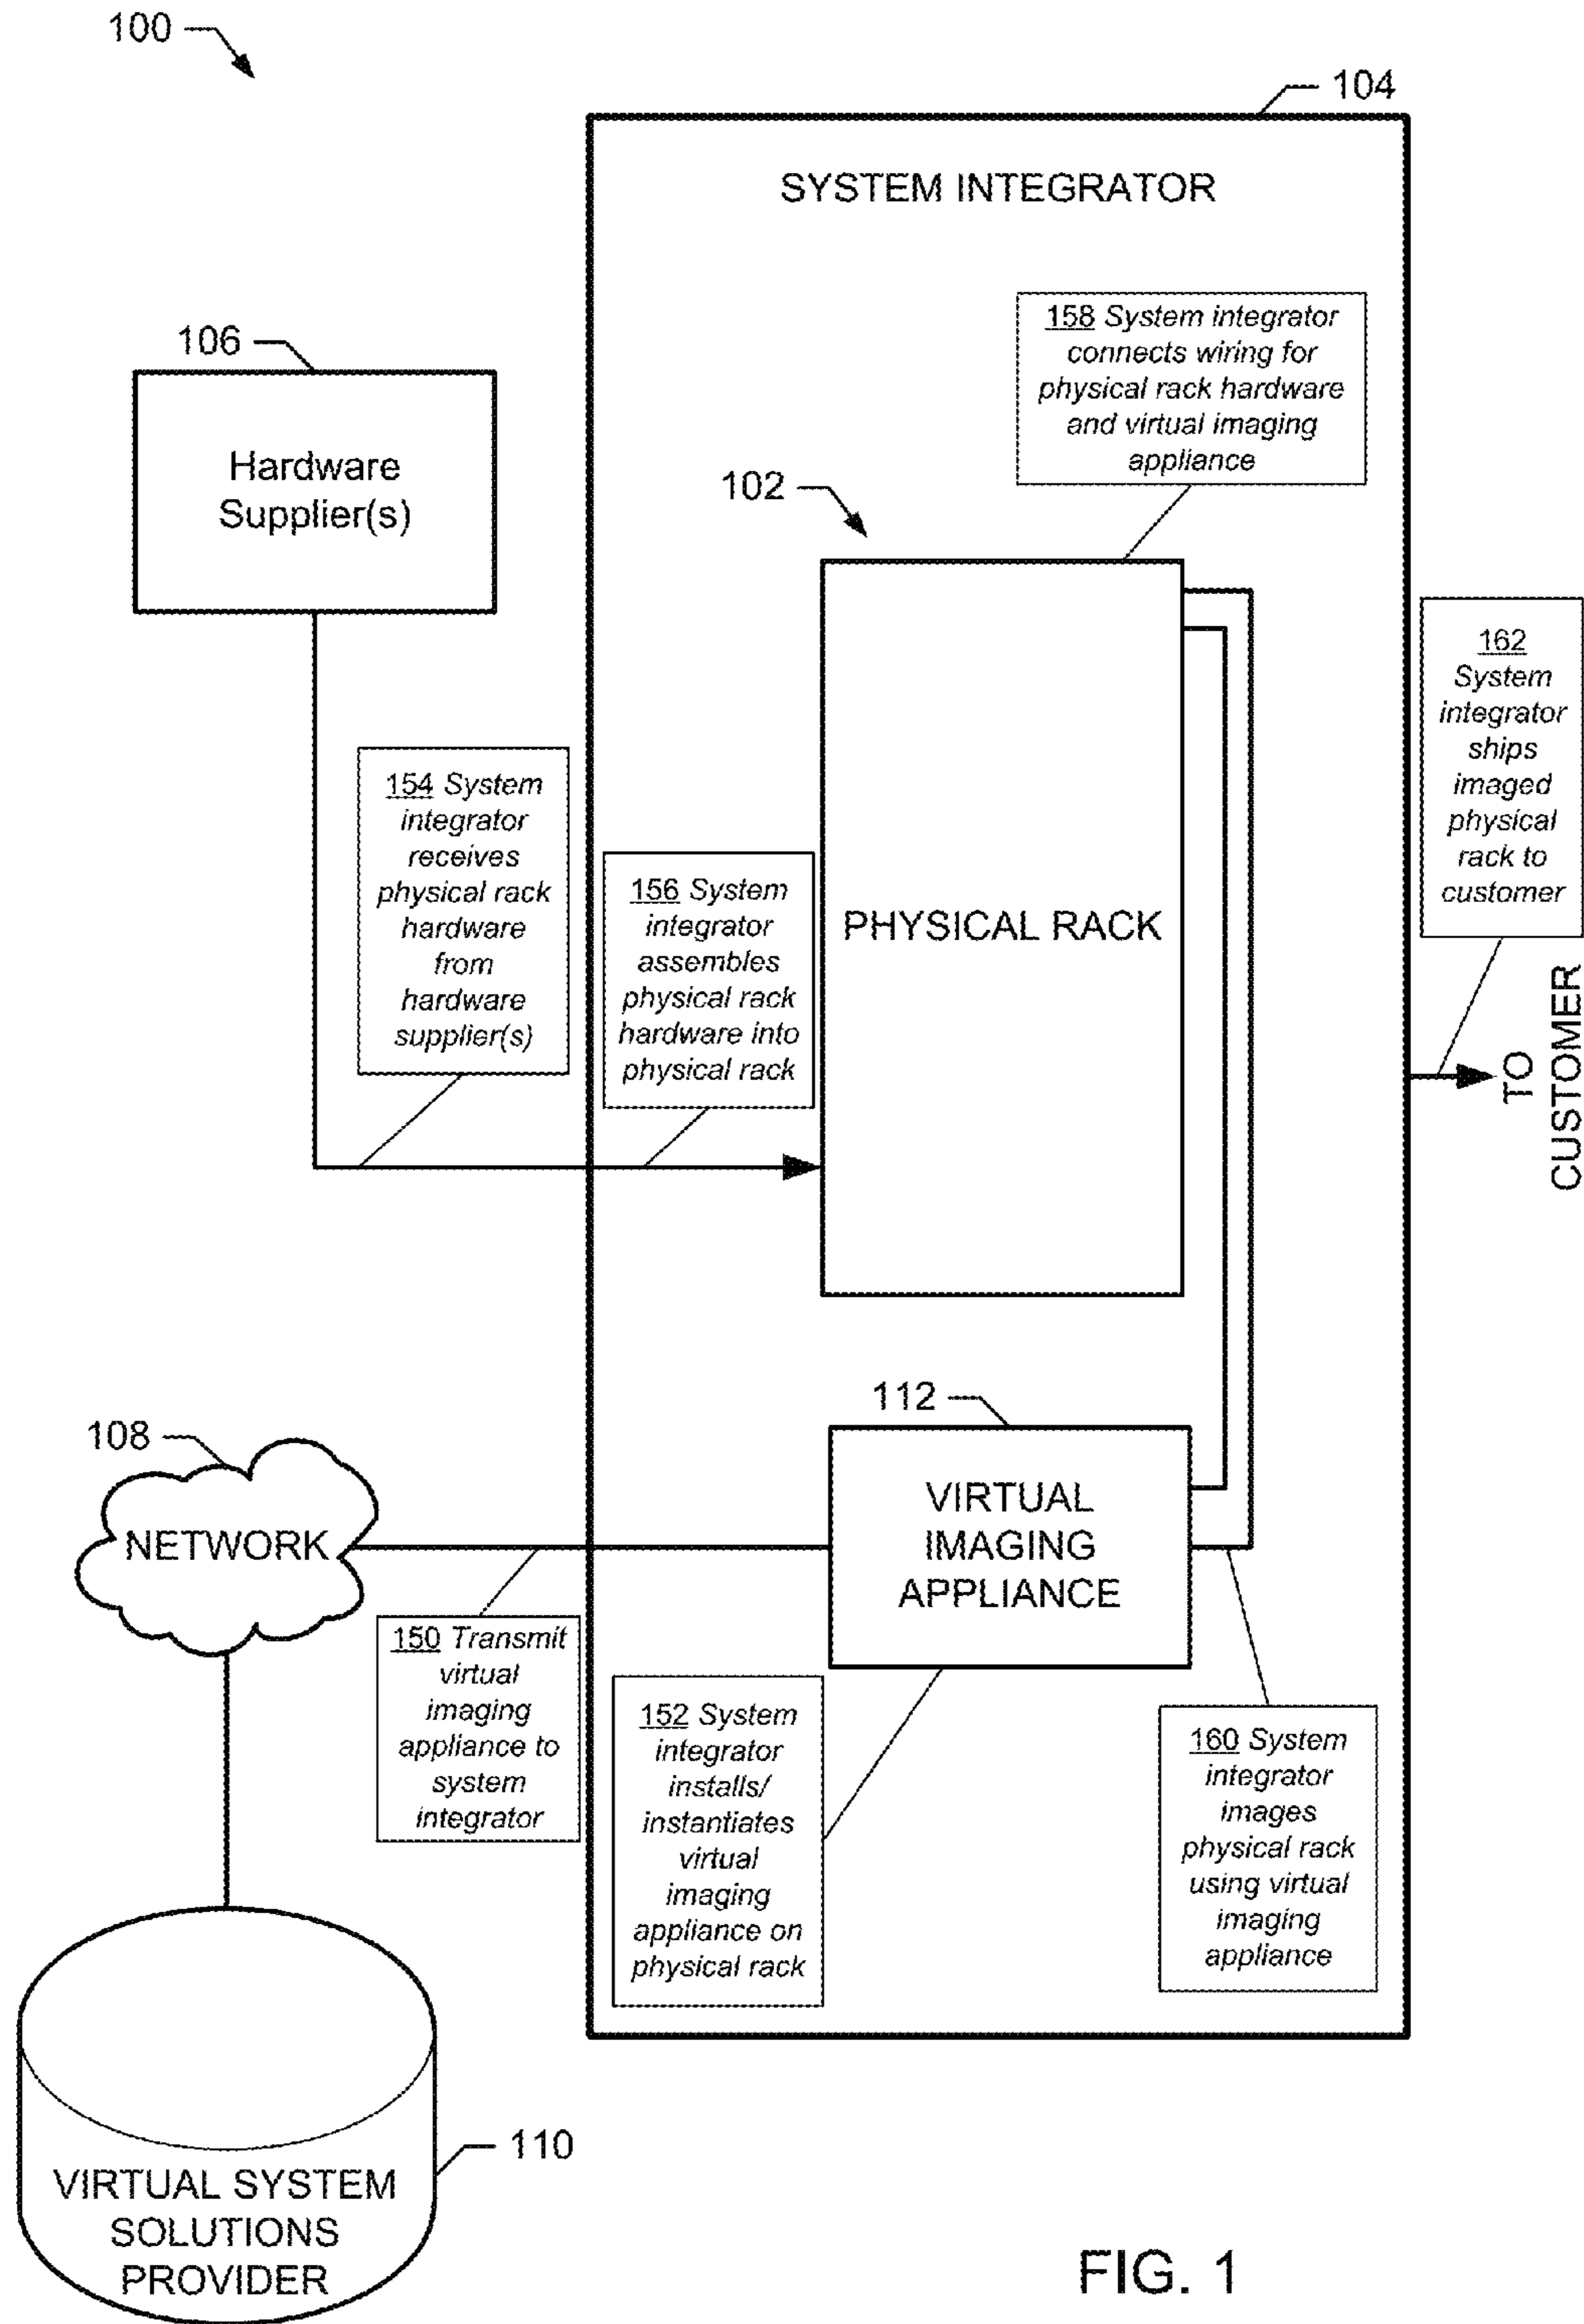 100
104
SYSTEM INTEGRATOR
158 System integrator
connects wiring for
physical rack hardware
and virtual imaging
appliance
106
Hardware
Supplier(s)
102
PHYSICAL RACK
162
System
integrator
ships
imaged
physical
rack to
customer
154 System
integrator
receives
physical rack
hardware
from
hardware
supplier(s)
156 System
integrator
assembles
physical rack
hardware into
physical rack
TO
CUSTOMER
112
VIRTUAL
IMAGING
APPLIANCE
108
NETWORK
150 Transmit
virtual
imaging
appliance to
system
integrator
152 System
integrator
installs/
instantiates
virtual
imaging
appliance on
physical rack
160 System
integrator
images
physical rack
using virtual
imaging
appliance
110
VIRTUAL SYSTEM
SOLUTIONS
PROVIDER
FIG. 1